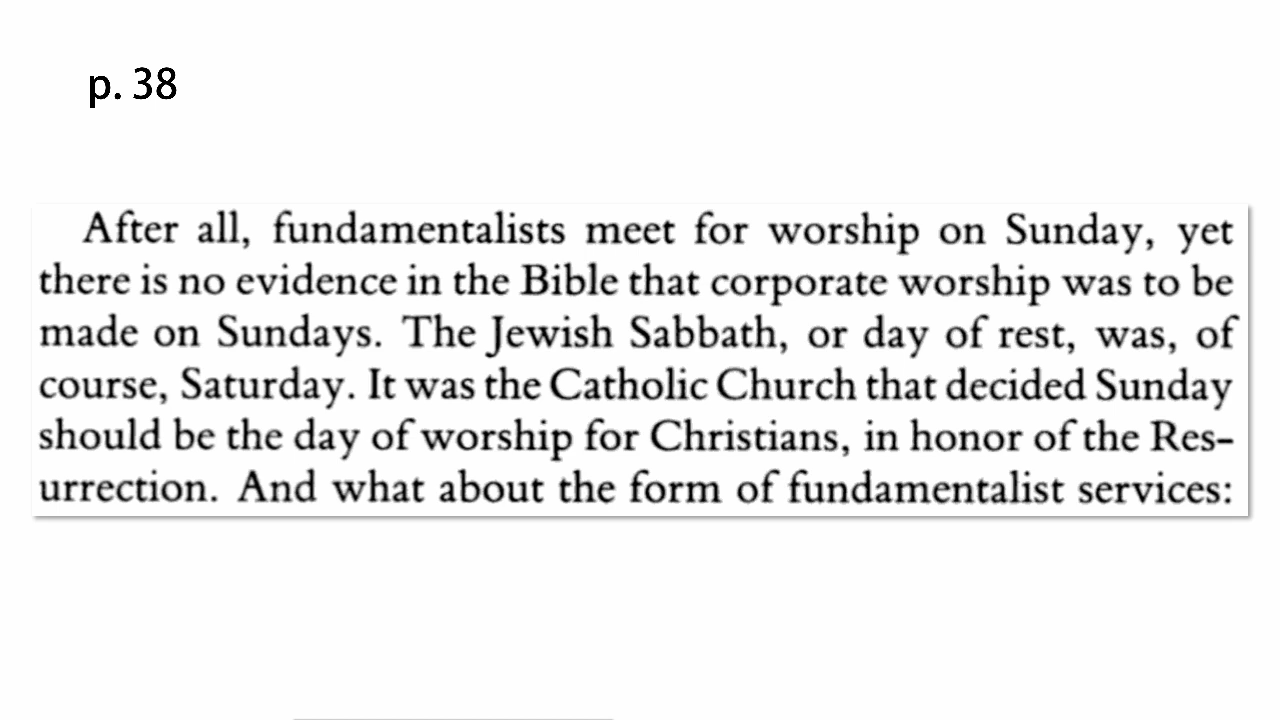 p. 38
After all, fundamentalists meet for worship on Sunday, yet
there is no evidence in the Bible that corporate worship was to be
made on Sundays. The Jewish Sabbath, or day of rest, was, of
course, Saturday. It was the Catholic Church that decided Sunday
should be the day of worship for Christians, in honor of the Res-
urrection. And what about the form of fundamentalist services: